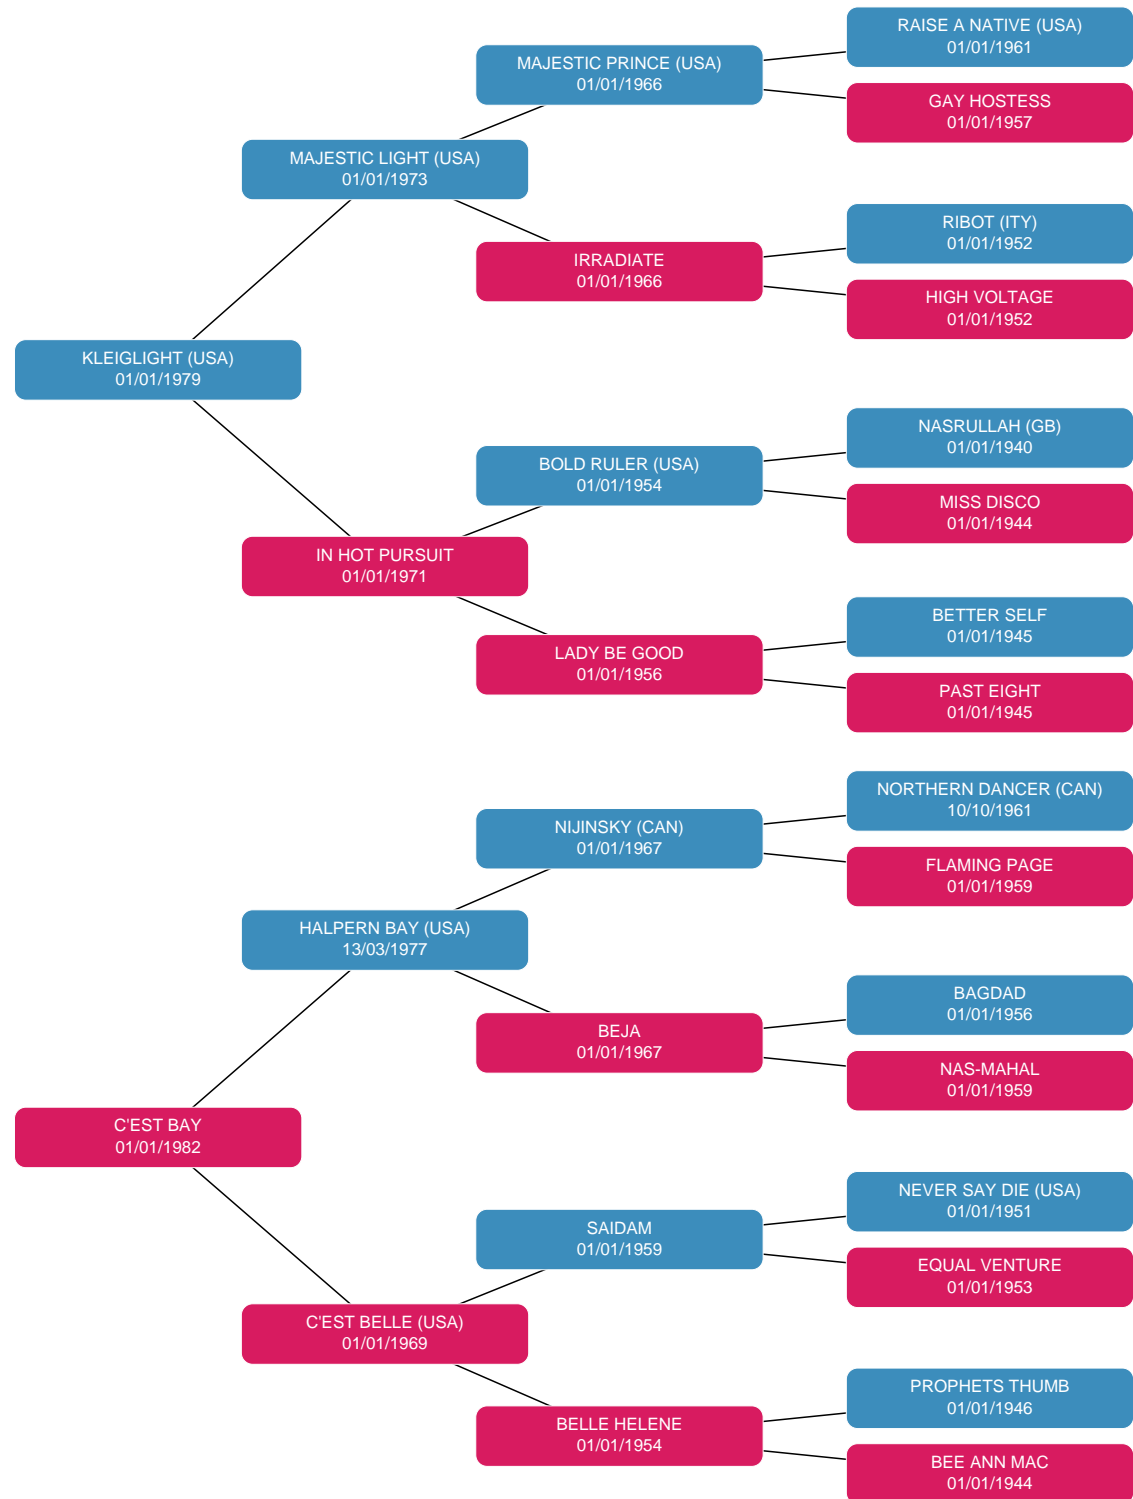 RAISE A NATIVE (USA)
01/01/1961
MAJESTIC PRINCE (USA)
01/01/1966
GAY HOSTESS
01/01/1957
MAJESTIC LIGHT (USA)
01/01/1973
RIBOT (ITY)
01/01/1952
IRRADIATE
01/01/1966
HIGH VOLTAGE
01/01/1952
KLEIGLIGHT (USA)
01/01/1979
NASRULLAH (GB)
01/01/1940
BOLD RULER (USA)
01/01/1954
MISS DISCO
01/01/1944
IN HOT PURSUIT
01/01/1971
BETTER SELF
01/01/1945
LADY BE GOOD
01/01/1956
PAST EIGHT
01/01/1945
NORTHERN DANCER (CAN)
10/10/1961
NIJINSKY (CAN)
01/01/1967
FLAMING PAGE
01/01/1959
HALPERN BAY (USA)
13/03/1977
BAGDAD
01/01/1956
BEJA
01/01/1967
NAS-MAHAL
01/01/1959
C'EST BAY
01/01/1982
NEVER SAY DIE (USA)
01/01/1951
SAIDAM
01/01/1959
EQUAL VENTURE
01/01/1953
C'EST BELLE (USA)
01/01/1969
PROPHETS THUMB
01/01/1946
BELLE HELENE
01/01/1954
BEE ANN MAC
01/01/1944